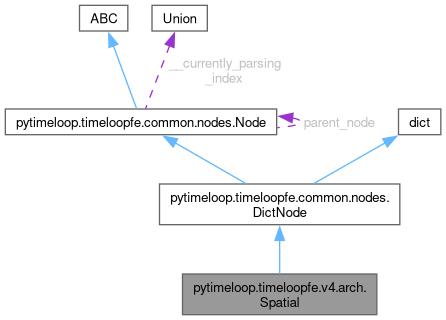 ABC
Union
__currently_parsing
_index
pytimeloop.timeloopfe.common.nodes.Node
parent_node
dict
pytimeloop.timeloopfe.common.nodes.
DictNode
pytimeloop.timeloopfe.v4.arch.
Spatial